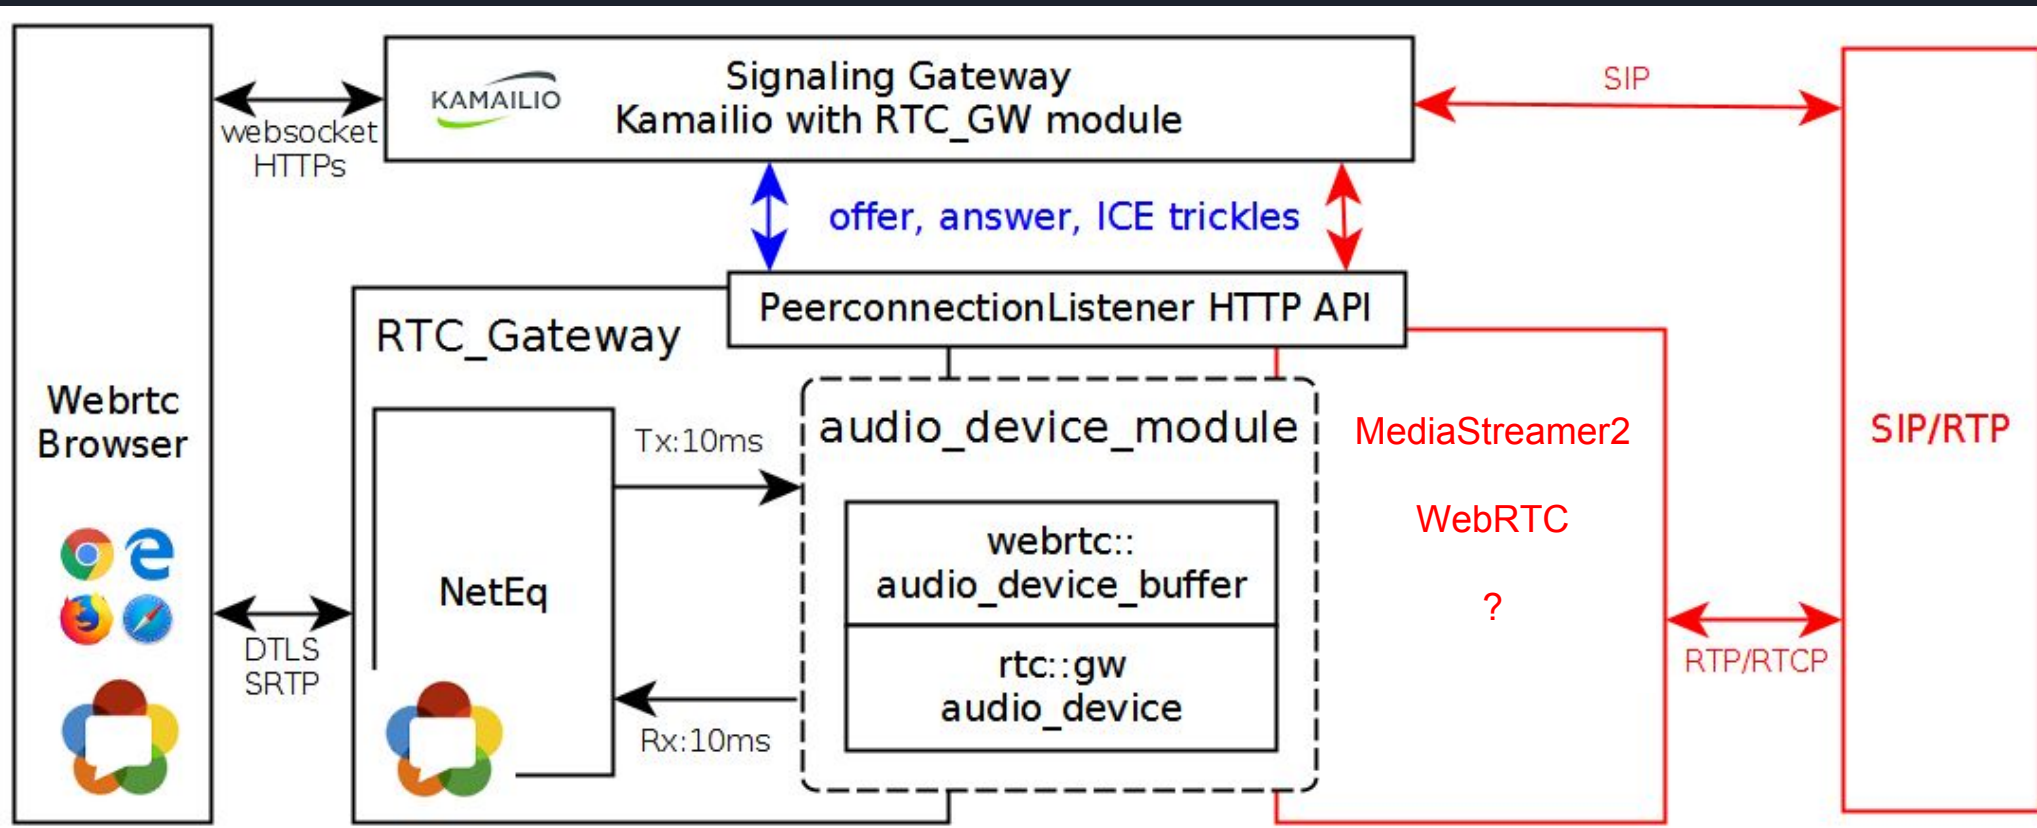 KAMAILIO
Signaling Gateway
Kamailio with RTC_GW module
SIP
websocket
HTTPs
offer, answer, ICE trickles
PeerconnectionListener HTTP API
RTC_Gateway
Webrtc
Browser
Tx:10ms
audio_device_module
MediaStreamer2
WebRTC
?
SIP/RTP
NetEq
webrtc::
audio_device_buffer
rtc::gw
audio_device
DTLS
SRTP
Rx:10ms
RTP/RTCP